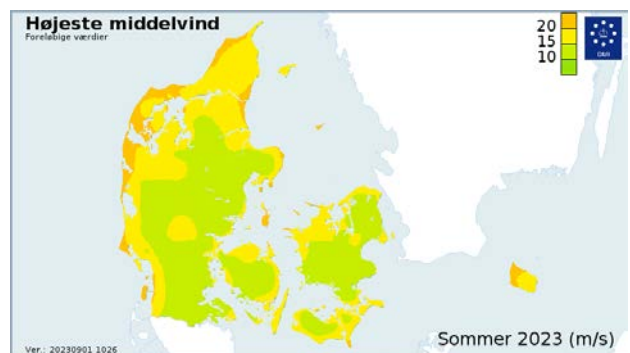 Højeste middelvind
Foreløbige værdier
20
15
10
DMI
Sommer 2023 (m/s)
Ver.: 20230901 1026